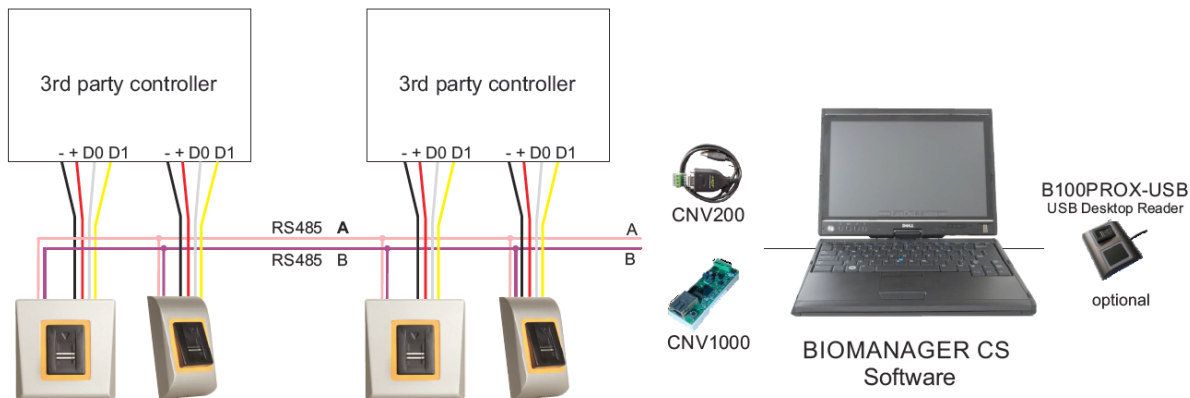 3rd party controller
- + D0 D1
- + D0 D1
3rd party controller
- + D0 D1
- + D0 D1
RS485 A
RS485 B
A
B
CNV200
CNV1000
DELL
BIOMANAGER CS
Software
B100PROX-USB
USB Desktop Reader
optional